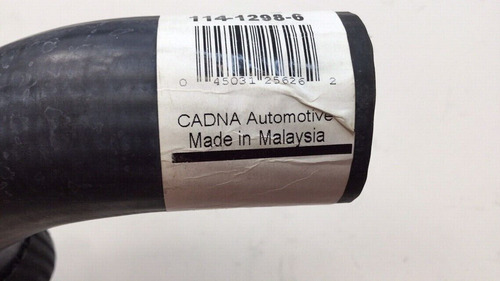 114-1298-6
0 45031 25626 2
CADNA Automotive
Made in Malaysia